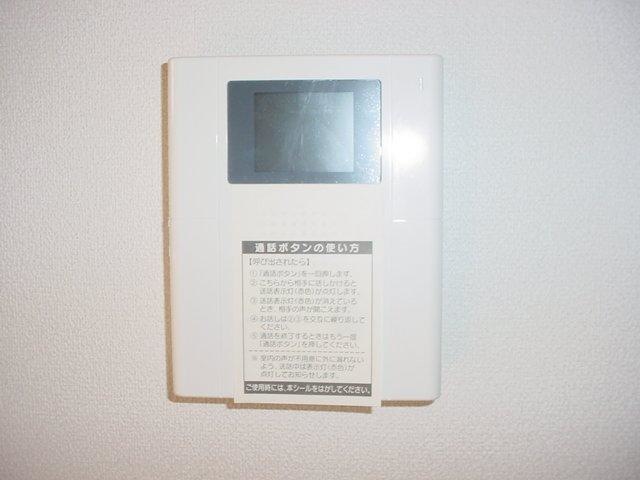 通話ボタンの使い方
【呼び出されたら】
①「通話ボタン」を一回押します。
②こちらから相手に話しかけると
送話表示灯(赤色)が点灯します。
③送話表示灯(赤色)が消えている
とき、相手の声が聞こえます。
④お話しは②③を交互に繰り返して
ください。
⑤通話を終了するときはもう一回
「通話ボタン」を押してください。
※室内の声が不用意に外に漏れない
よう、送話中は表示灯(赤色)が
点灯してお知らせします。
ご使用時には、本シールをはがしてください。